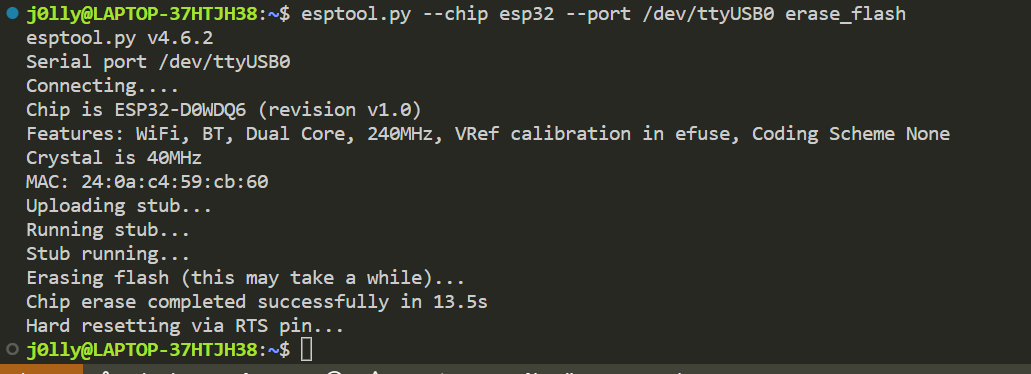 j0lly@LAPTOP-37HTJH38:~$ esptool.py --chip esp32 --port /dev/ttyUSB0 erase_flash
esptool.py v4.6.2
Serial port /dev/ttyUSB0
Connecting....
Chip is ESP32-D0WDQ6 (revision v1.0)
Features: WiFi, BT, Dual Core, 240MHz, VRef calibration in efuse, Coding Scheme None
Crystal is 40MHz
MAC: 24:0a:c4:59:cb:60
Uploading stub...
Running stub...
Stub running...
Erasing flash (this may take a while)...
Chip erase completed successfully in 13.5s
Hard resetting via RTS pin...
j0lly@LAPTOP-37HTJH38:~$